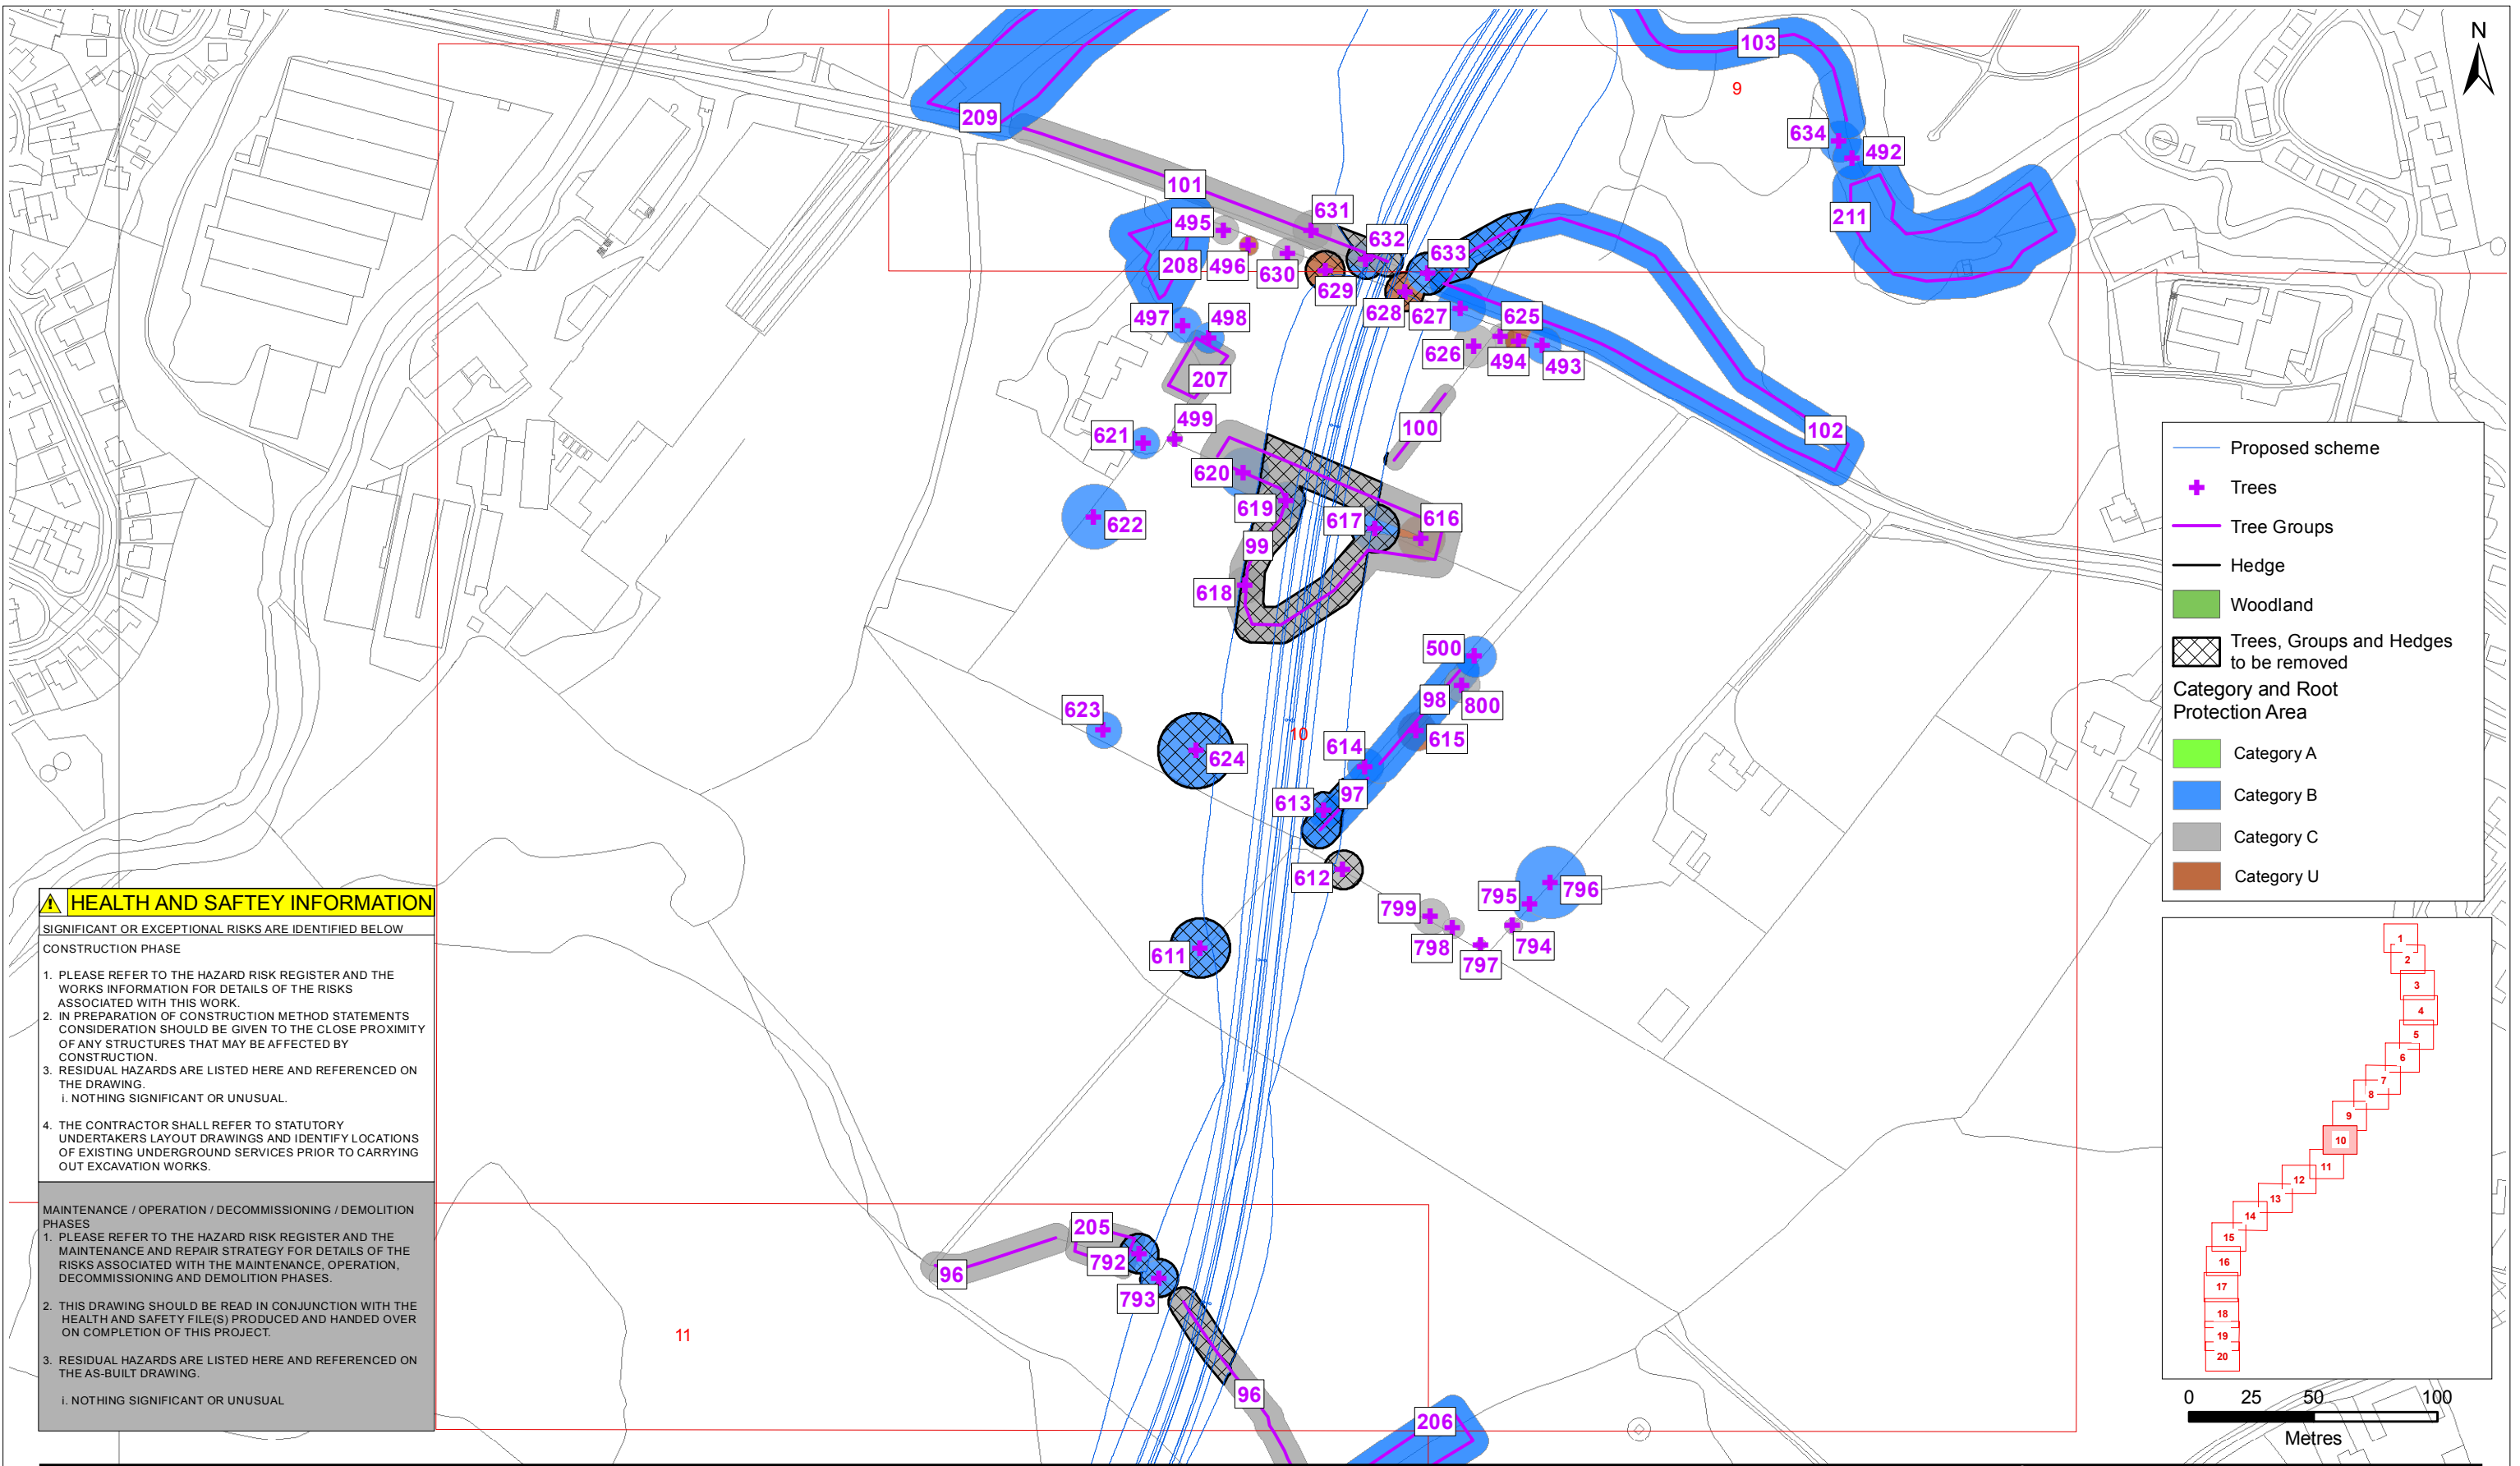 N
103
9
209
634
492
101
631
495
632
211
633
208
496
630
629
628
627
625
497
498
626
494
493
207
499
100
621
102
620
619
617
616
622
99
618
500
98
800
623
10
615
624
614
97
613
612
795
796
799
611
798
794
797
205
792
96
793
11
96
206
Proposed scheme
Trees
Tree Groups
Hedge
Woodland
Trees, Groups and Hedges
to be removed
Category and Root
Protection Area
Category A
Category B
Category C
Category U
HEALTH AND SAFTEY INFORMATION
SIGNIFICANT OR EXCEPTIONAL RISKS ARE IDENTIFIED BELOW
CONSTRUCTION PHASE
1. PLEASE REFER TO THE HAZARD RISK REGISTER AND THE
WORKS INFORMATION FOR DETAILS OF THE RISKS
ASSOCIATED WITH THIS WORK.
2. IN PREPARATION OF CONSTRUCTION METHOD STATEMENTS
CONSIDERATION SHOULD BE GIVEN TO THE CLOSE PROXIMITY
OF ANY STRUCTURES THAT MAY BE AFFECTED BY
CONSTRUCTION.
3. RESIDUAL HAZARDS ARE LISTED HERE AND REFERENCED ON
THE DRAWING.
i. NOTHING SIGNIFICANT OR UNUSUAL.
4. THE CONTRACTOR SHALL REFER TO STATUTORY
UNDERTAKERS LAYOUT DRAWINGS AND IDENTIFY LOCATIONS
OF EXISTING UNDERGROUND SERVICES PRIOR TO CARRYING
OUT EXCAVATION WORKS.
MAINTENANCE / OPERATION / DECOMMISSIONING / DEMOLITION
PHASES
1. PLEASE REFER TO THE HAZARD RISK REGISTER AND THE
MAINTENANCE AND REPAIR STRATEGY FOR DETAILS OF THE
RISKS ASSOCIATED WITH THE MAINTENANCE, OPERATION,
DECOMMISSIONING AND DEMOLITION PHASES.
2. THIS DRAWING SHOULD BE READ IN CONJUNCTION WITH THE
HEALTH AND SAFETY FILE(S) PRODUCED AND HANDED OVER
ON COMPLETION OF THIS PROJECT.
3. RESIDUAL HAZARDS ARE LISTED HERE AND REFERENCED ON
THE AS-BUILT DRAWING.
i. NOTHING SIGNIFICANT OR UNUSUAL
1
2
3
4
5
6
7
8
9
10
11
12
13
14
15
16
17
18
19
20
0 25 50 100
Metres